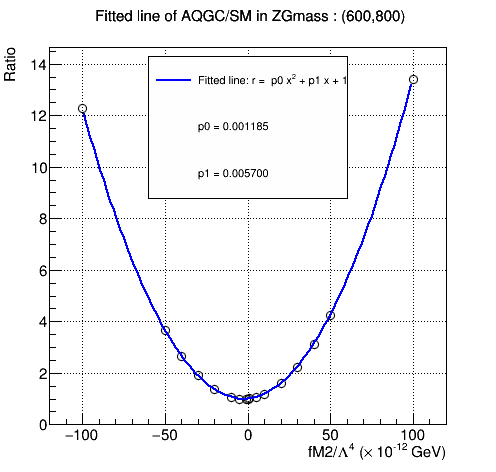 Fitted line of AQGC/SM in ZGmass : (600,800)
Ratio
Fitted line: r = p0 x² + p1 x + 1
p0 = 0.001185
p1 = 0.005700
14
12
10
8
6
4
2
0
−100 −50 0 50 100
fM2/Λ⁴ (× 10⁻¹² GeV)